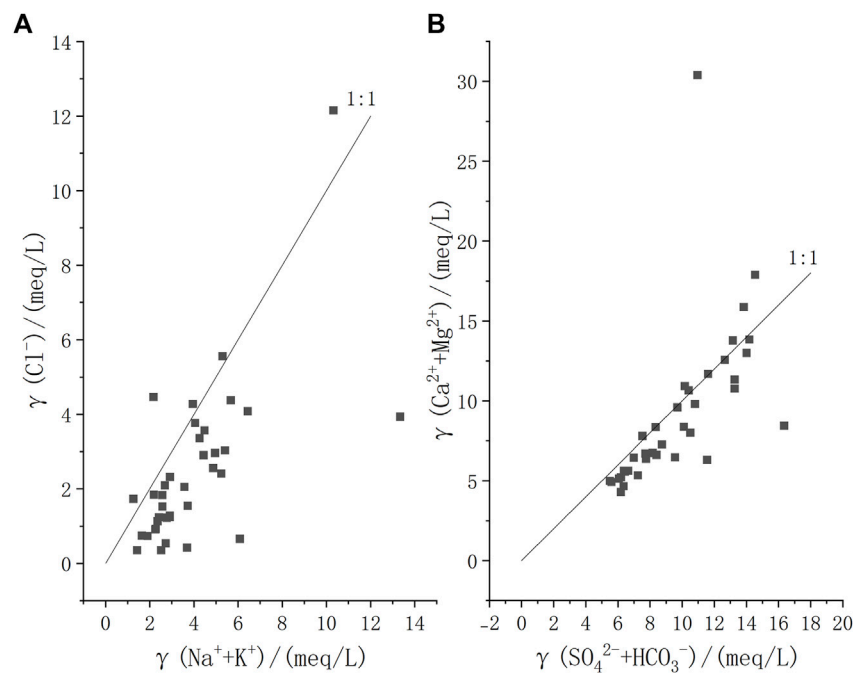 A
B
14
12
10
8
6
4
2
0
1:1
γ (Cl⁻)/(meq/L)
0 2 4 6 8 10 12 14
γ (Na⁺+K⁺)/(meq/L)
30
25
20
15
10
5
0
1:1
γ (Ca²⁺+Mg²⁺)/(meq/L)
-2 0 2 4 6 8 10 12 14 16 18 20
γ (SO₄²⁻+HCO₃⁻)/(meq/L)